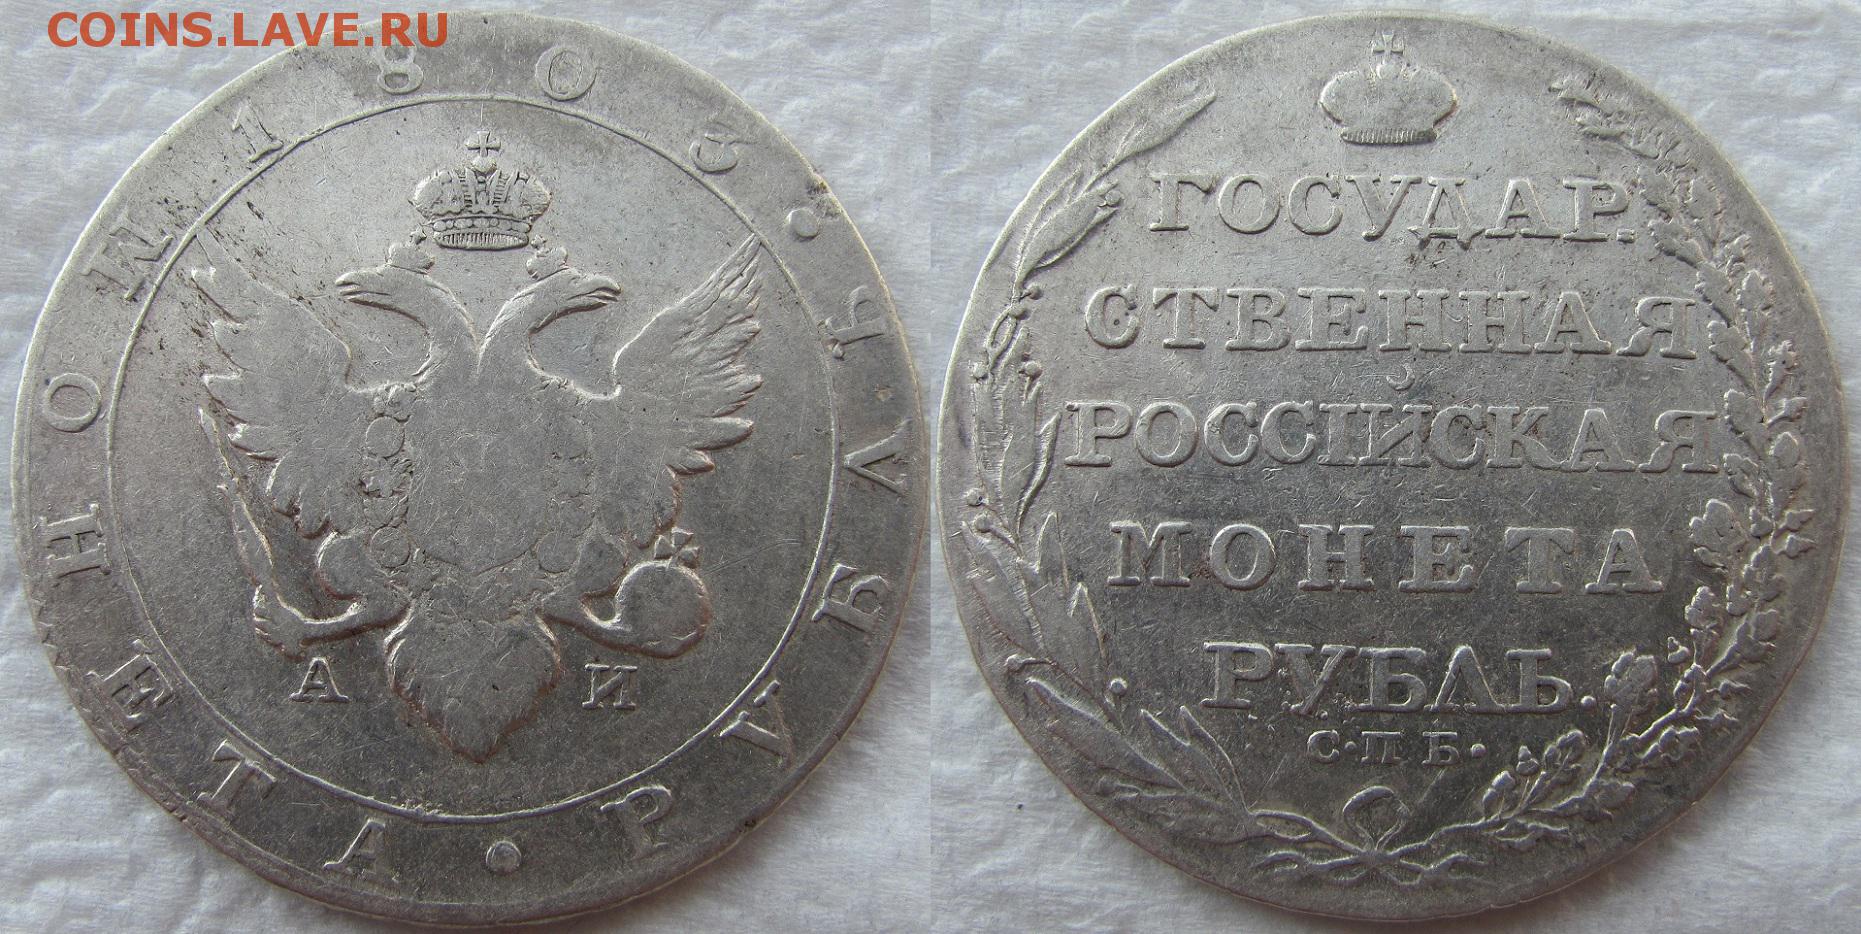 COINS.LAVE.RU
1803
МОНЕТА • РУБЛЬ •
А И
ГОСУДАР.
СТВЕННАЯ
РОССІЙСКАЯ
МОНЕТА
РУБЛЬ.
С•П Б•